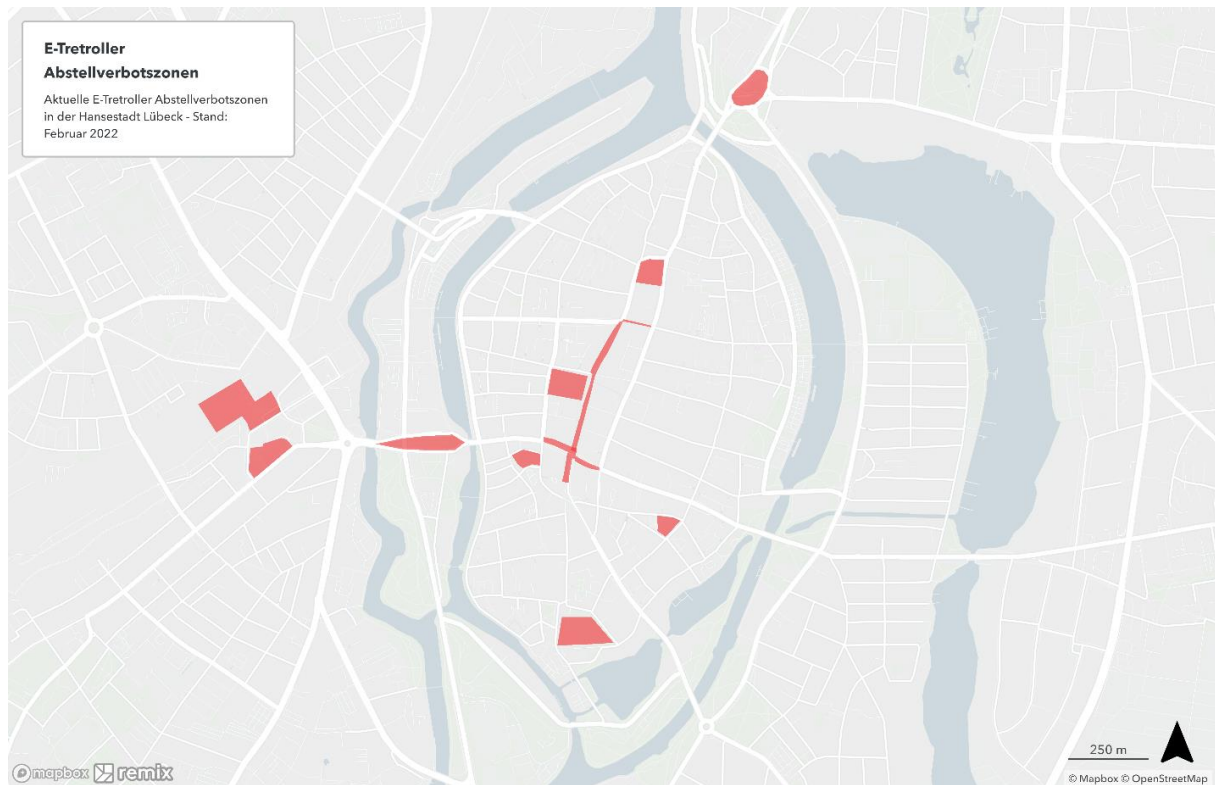 E-Tretroller
Abstellverbotszonen
Aktuelle E-Tretroller Abstellverbotszonen
in der Hansestadt Lübeck - Stand:
Februar 2022
250 m
mapbox remix
© Mapbox © OpenStreetMap